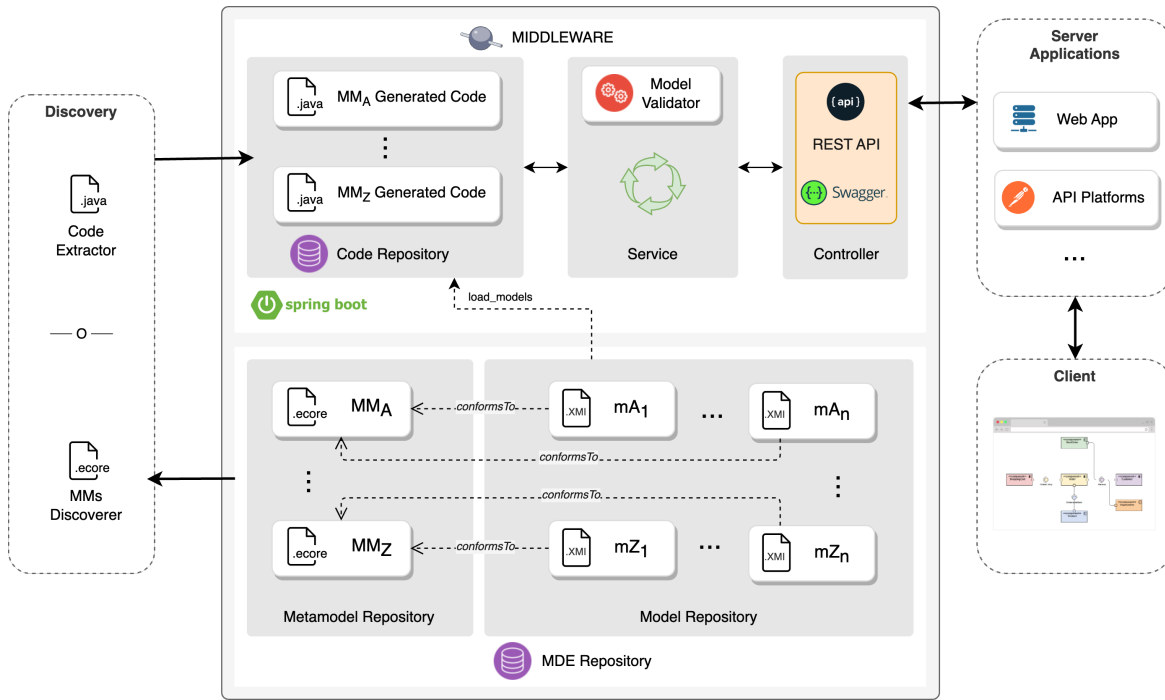 MIDDLEWARE
Discovery
.java
Code
Extractor
O
.ecore
MMs
Discoverer
.java
MMA Generated Code
.java
MMZ Generated Code
Code Repository
spring boot
Model
Validator
Service
{api}
REST API
{··}
Swagger.
Controller
Server
Applications
Web App
API Platforms
...
load_models
.ecore
MMA
conformsTo
.XMI
mA1
...
.XMI
mAn
conformsTo
conformsTo
.ecore
MMZ
conformsTo
.XMI
mZ1
...
.XMI
mZn
Metamodel Repository
Model Repository
MDE Repository
Client